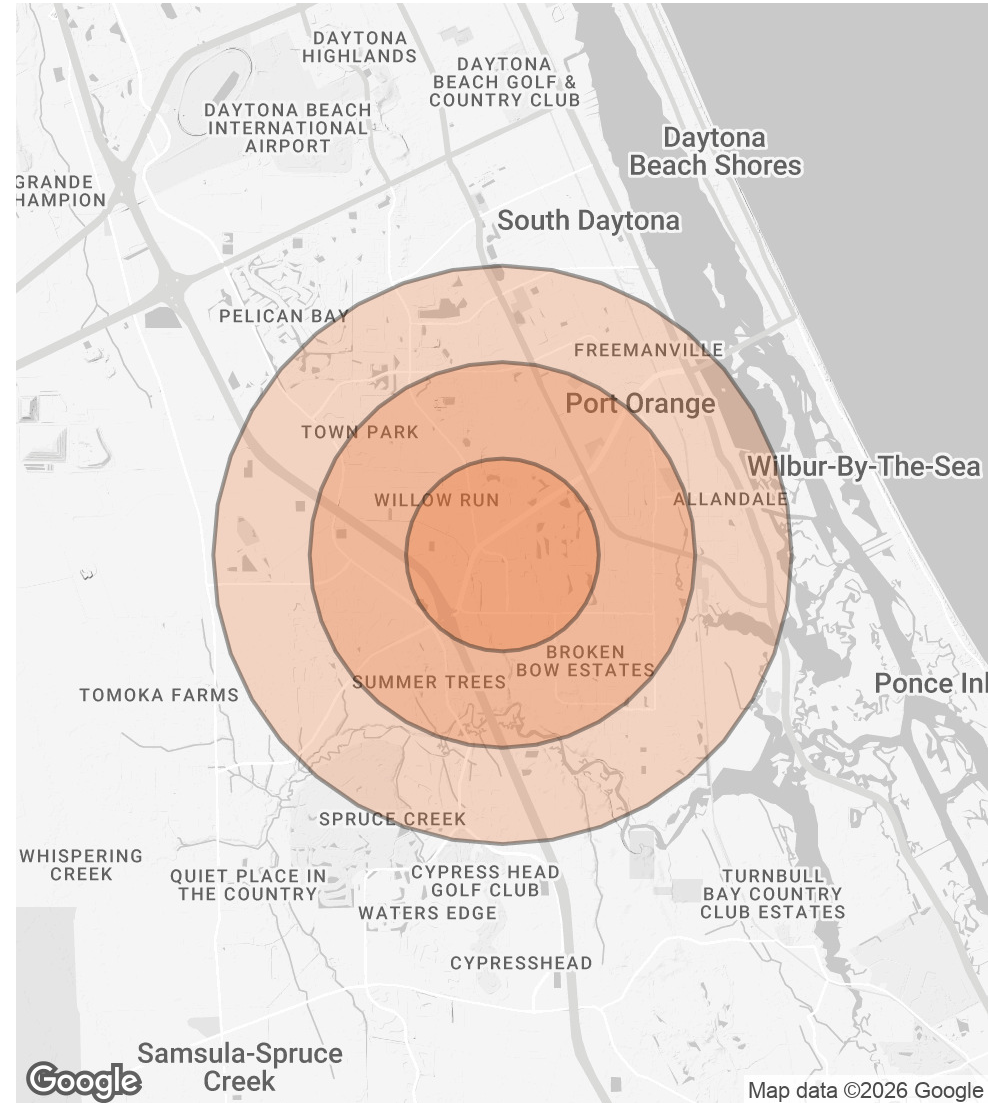 DAYTONA
HIGHLANDS
DAYTONA
BEACH GOLF &
COUNTRY CLUB
DAYTONA BEACH
INTERNATIONAL
AIRPORT
Daytona
Beach Shores
GRANDE
HAMPION
South Daytona
PELICAN BAY
FREEMANVILLE
Port Orange
TOWN PARK
Wilbur-By-The-Sea
WILLOW RUN
ALLANDALE
BROKEN
BOW ESTATES
SUMMER TREES
TOMOKA FARMS
Ponce Inl
SPRUCE CREEK
WHISPERING
CREEK
QUIET PLACE IN
THE COUNTRY
CYPRESS HEAD
GOLF CLUB
TURNBULL
BAY COUNTRY
CLUB ESTATES
WATERS EDGE
CYPRESSHEAD
Samsula-Spruce
Creek
Google
Map data ©2026 Google